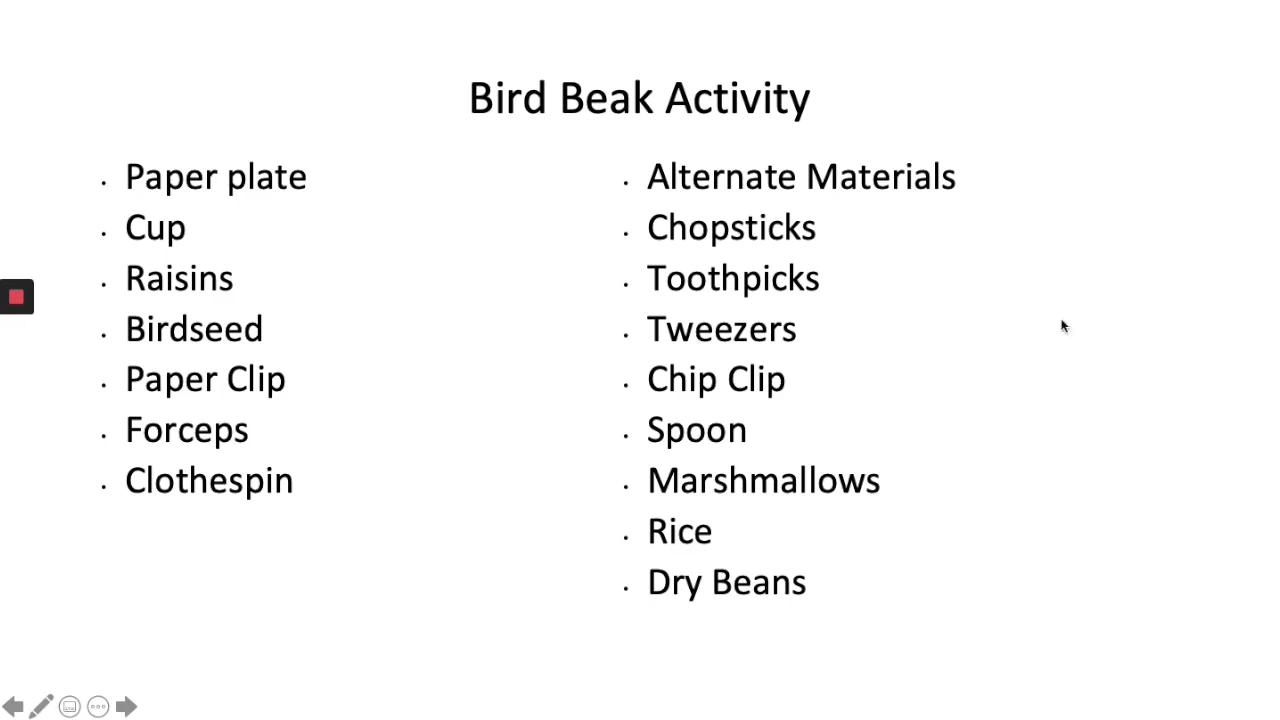 Bird Beak Activity
Paper plate
Cup
Raisins
Birdseed
Paper Clip
Forceps
Clothespin
Alternate Materials
Chopsticks
Toothpicks
Tweezers
Chip Clip
Spoon
Marshmallows
Rice
Dry Beans